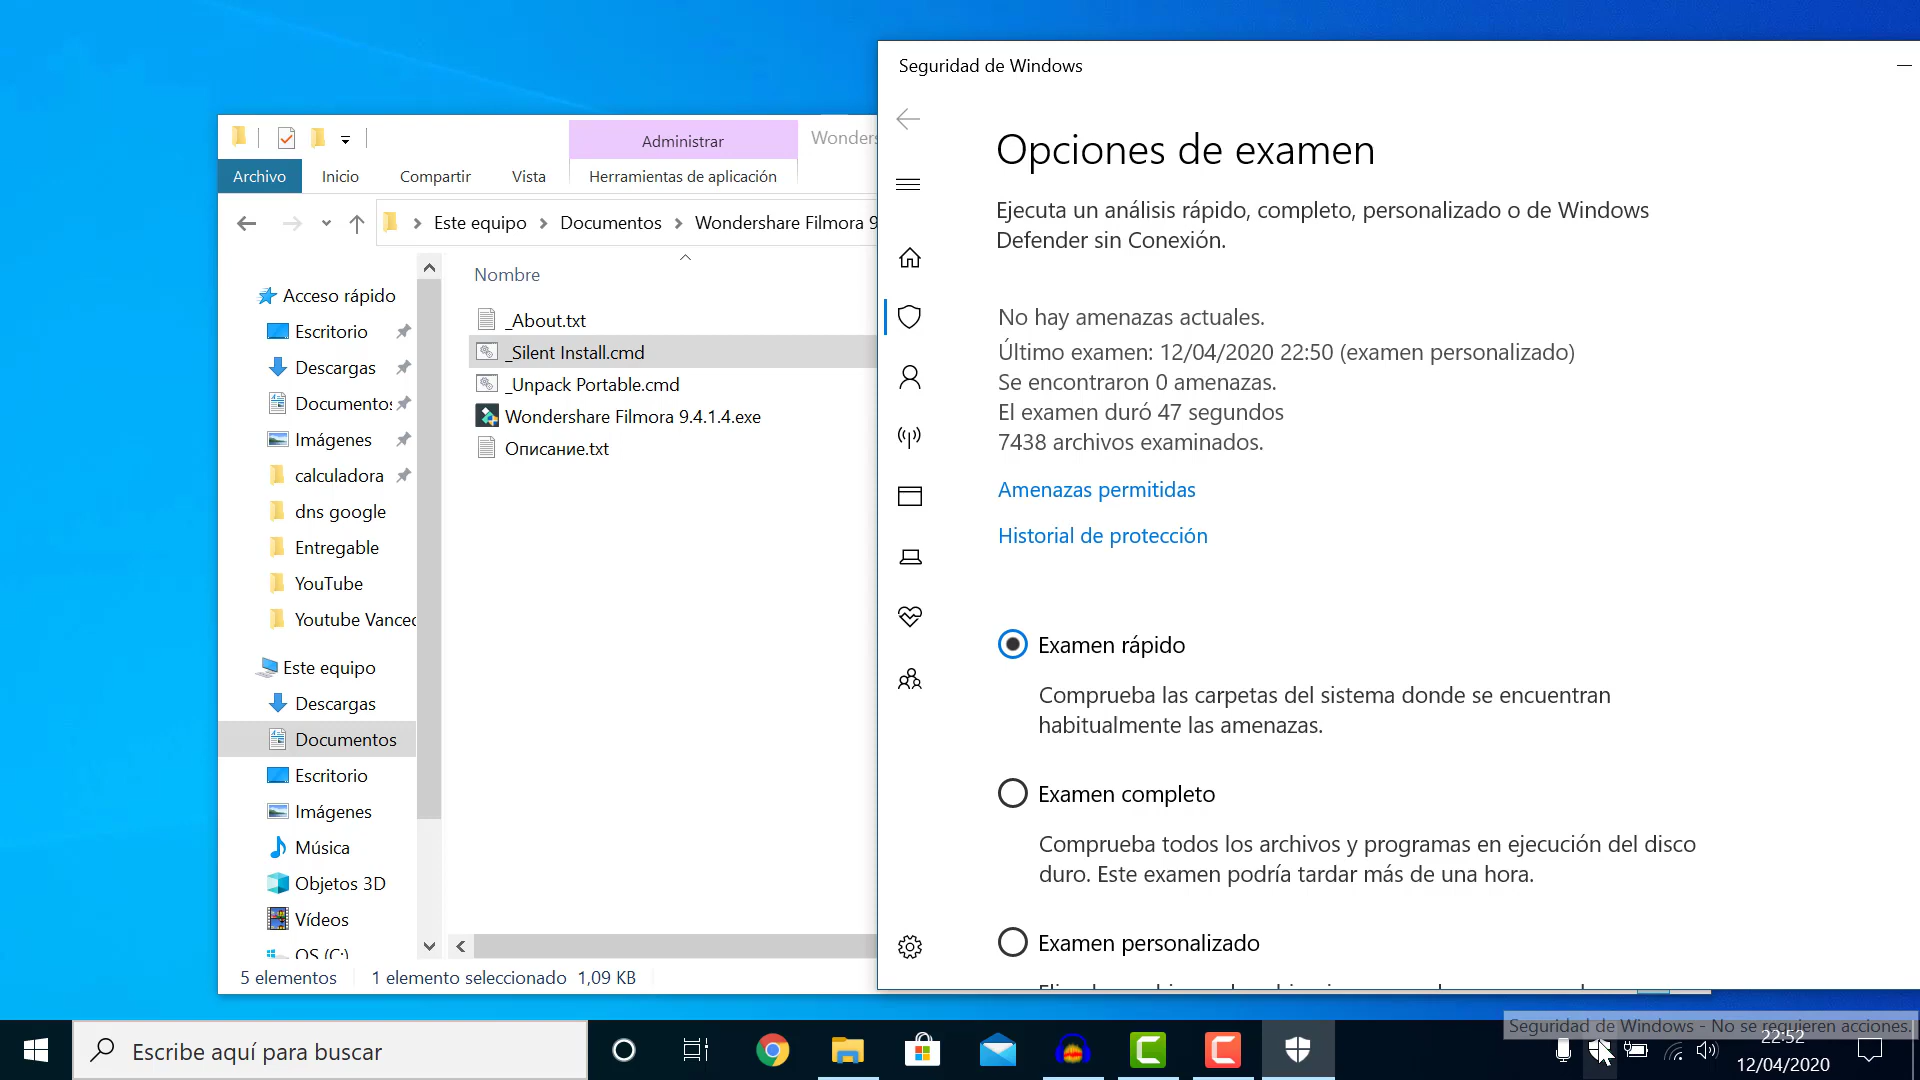 Administrar
Wonders
Archivo
Inicio
Compartir
Vista
Herramientas de aplicación
Este equipo
Documentos
Wondershare Filmora 9
Nombre
_About.txt
_Silent Install.cmd
_Unpack Portable.cmd
Wondershare Filmora 9.4.1.4.exe
Описание.txt
Acceso rápido
Escritorio
Descargas
Documentos
Imágenes
calculadora
dns google
Entregable
YouTube
Youtube Vanced
Este equipo
Descargas
Documentos
Escritorio
Imágenes
Música
Objetos 3D
Vídeos
OS (C:)
5 elementos
1 elemento seleccionado 1,09 KB
Seguridad de Windows
Opciones de examen
Ejecuta un análisis rápido, completo, personalizado o de Windows
Defender sin Conexión.
No hay amenazas actuales.
Último examen: 12/04/2020 22:50 (examen personalizado)
Se encontraron 0 amenazas.
El examen duró 47 segundos
7438 archivos examinados.
Amenazas permitidas
Historial de protección
Examen rápido
Comprueba las carpetas del sistema donde se encuentran
habitualmente las amenazas.
Examen completo
Comprueba todos los archivos y programas en ejecución del disco
duro. Este examen podría tardar más de una hora.
Examen personalizado
Seguridad de Windows - No se requieren acciones.
Escribe aquí para buscar
22:52
12/04/2020